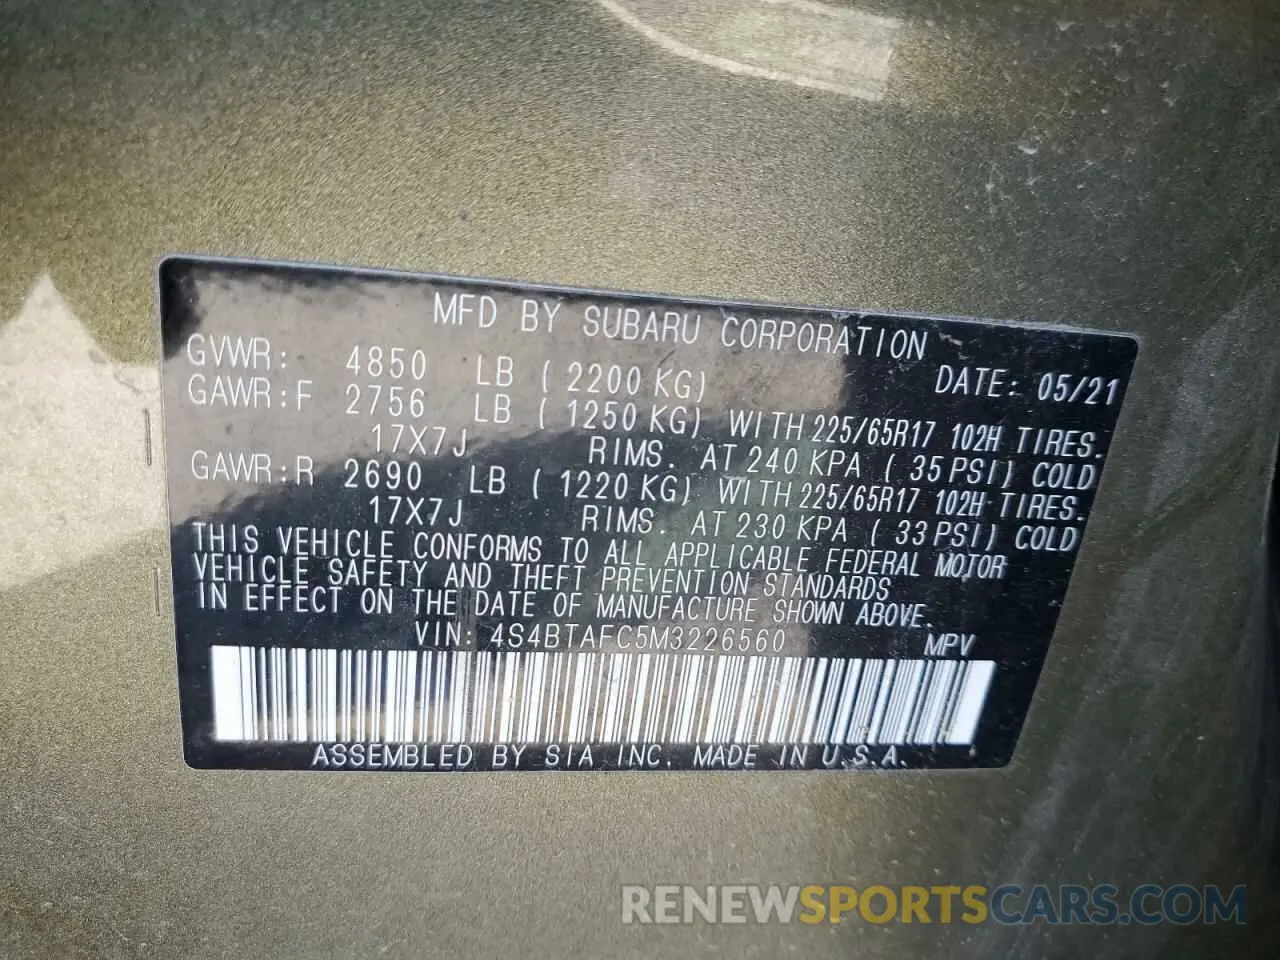 MFD BY SUBARU CORPORATION
GVWR: 4850 LB (2200 KG) DATE: 05/21
GAWR:F 2756 LB (1250 KG) WITH 225/65R17 102H TIRES.
17X7J RIMS. AT 240 KPA (35 PSI) COLD
GAWR:R 2690 LB (1220 KG) WITH 225/65R17 102H TIRES.
17X7J RIMS. AT 230 KPA (33 PSI) COLD
THIS VEHICLE CONFORMS TO ALL APPLICABLE FEDERAL MOTOR
VEHICLE SAFETY AND THEFT PREVENTION STANDARDS
IN EFFECT ON THE DATE OF MANUFACTURE SHOWN ABOVE.
VIN: 4S4BTAFC5M3226560 MPV
ASSEMBLED BY SIA INC. MADE IN U.S.A.
RENEWSPORTSCARS.COM